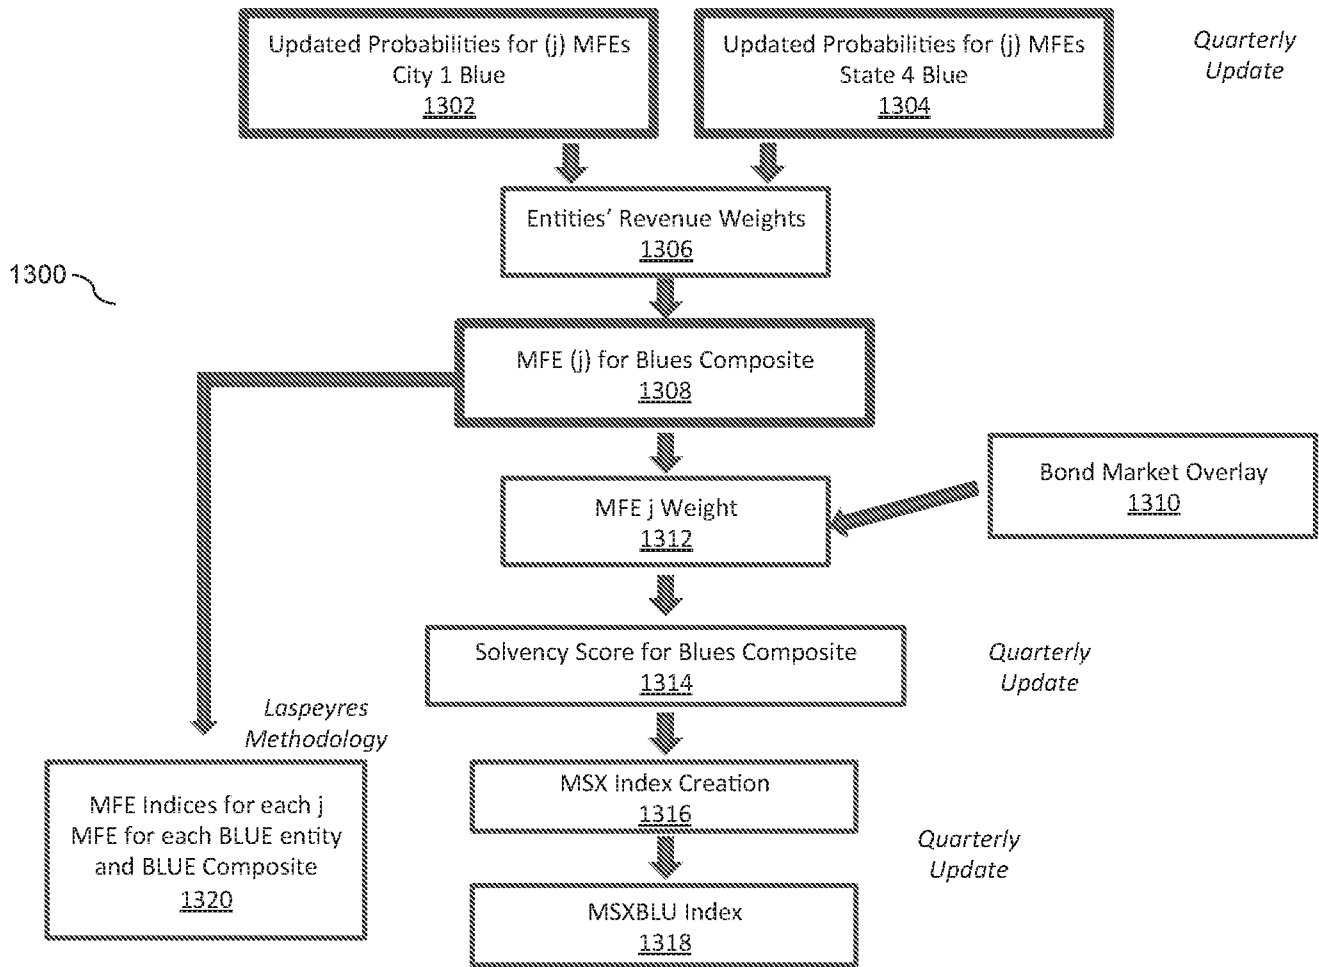 Updated Probabilities for (j) MFEs
City 1 Blue
1302
Updated Probabilities for (j) MFEs
State 4 Blue
1304
Quarterly
Update
Entities' Revenue Weights
1306
1300
MFE (j) for Blues Composite
1308
Bond Market Overlay
1310
MFE j Weight
1312
Solvency Score for Blues Composite
1314
Quarterly
Update
Laspeyres
Methodology
MFE Indices for each j
MFE for each BLUE entity
and BLUE Composite
1320
MSX Index Creation
1316
Quarterly
Update
MSXBLU Index
1318